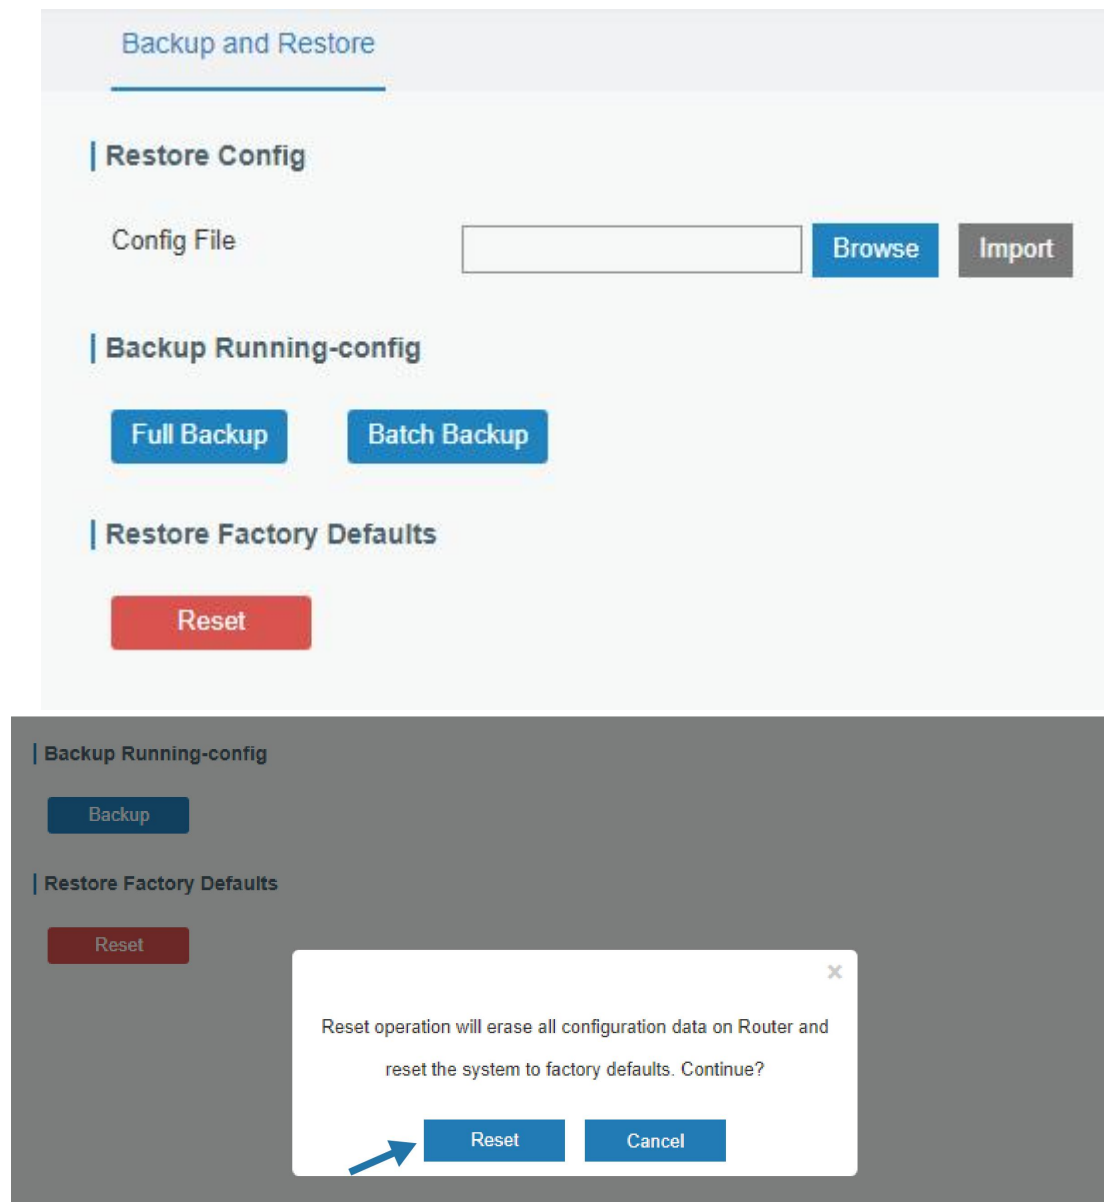 Backup and Restore
Restore Config
Config File
Browse
Import
Backup Running-config
Full Backup
Batch Backup
Restore Factory Defaults
Reset
Backup Running-config
Backup
Restore Factory Defaults
Reset
×
Reset operation will erase all configuration data on Router and
reset the system to factory defaults. Continue?
Reset
Cancel